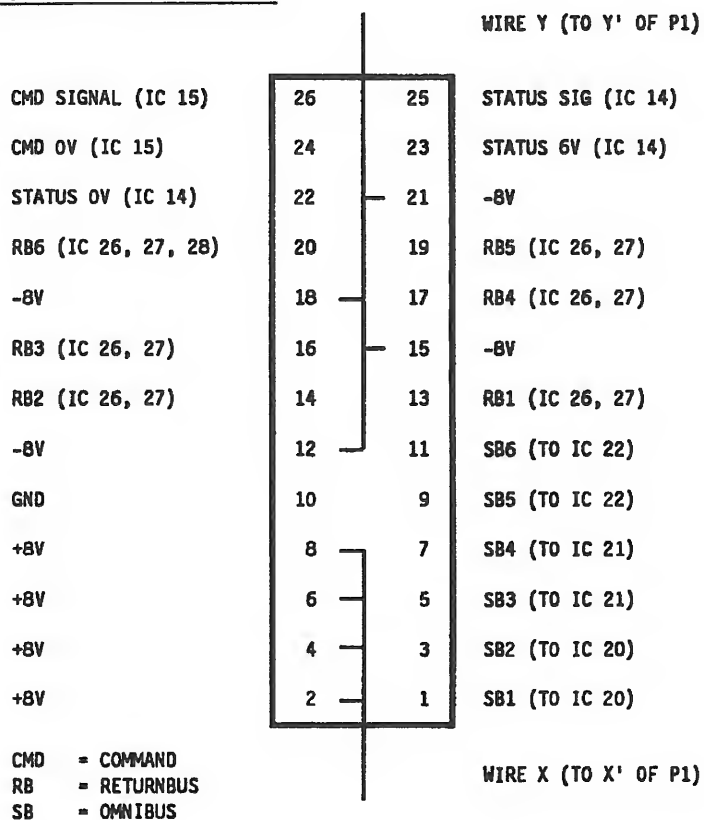 WIRE Y (TO Y' OF P1)
CMD SIGNAL (IC 15) 26 25 STATUS SIG (IC 14)
CMD 0V (IC 15) 24 23 STATUS 6V (IC 14)
STATUS 0V (IC 14) 22 21 -8V
RB6 (IC 26, 27, 28) 20 19 RB5 (IC 26, 27)
-8V 18 17 RB4 (IC 26, 27)
RB3 (IC 26, 27) 16 15 -8V
RB2 (IC 26, 27) 14 13 RB1 (IC 26, 27)
-8V 12 11 SB6 (TO IC 22)
GND 10 9 SB5 (TO IC 22)
+8V 8 7 SB4 (TO IC 21)
+8V 6 5 SB3 (TO IC 21)
+8V 4 3 SB2 (TO IC 20)
+8V 2 1 SB1 (TO IC 20)
CMD = COMMAND
RB = RETURNBUS
SB = OMNIBUS
WIRE X (TO X' OF P1)